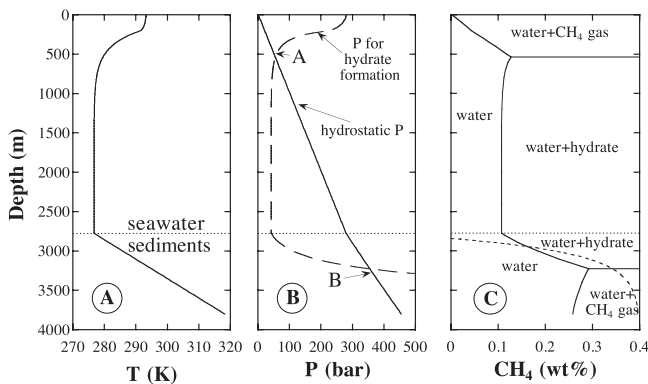 0
500
1000
1500
2000
2500
3000
3500
4000
Depth (m)
seawater
sediments
A
270 280 290 300 310 320
T (K)
P for
hydrate
formation
A
hydrostatic P
B
B
0 100 200 300 400 500
P (bar)
water+CH₄ gas
water
water+hydrate
water+hydrate
water
water+
CH₄ gas
C
0 0.1 0.2 0.3 0.4
CH₄ (wt%)